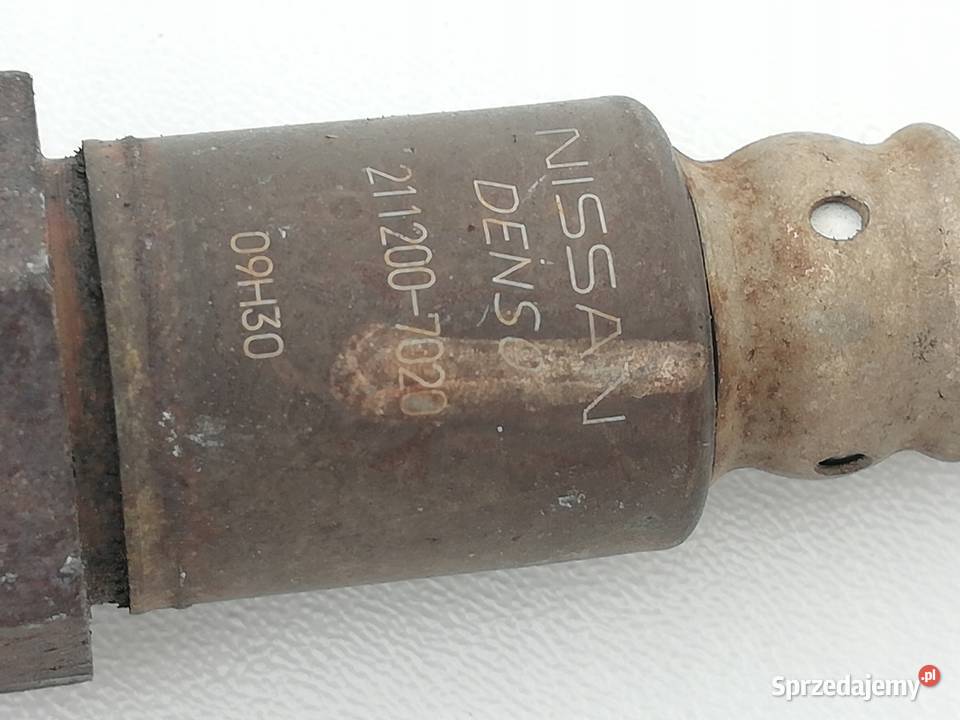 NISSAN
DENSO
211200-7020
09H30
Sprzedajemy.pl